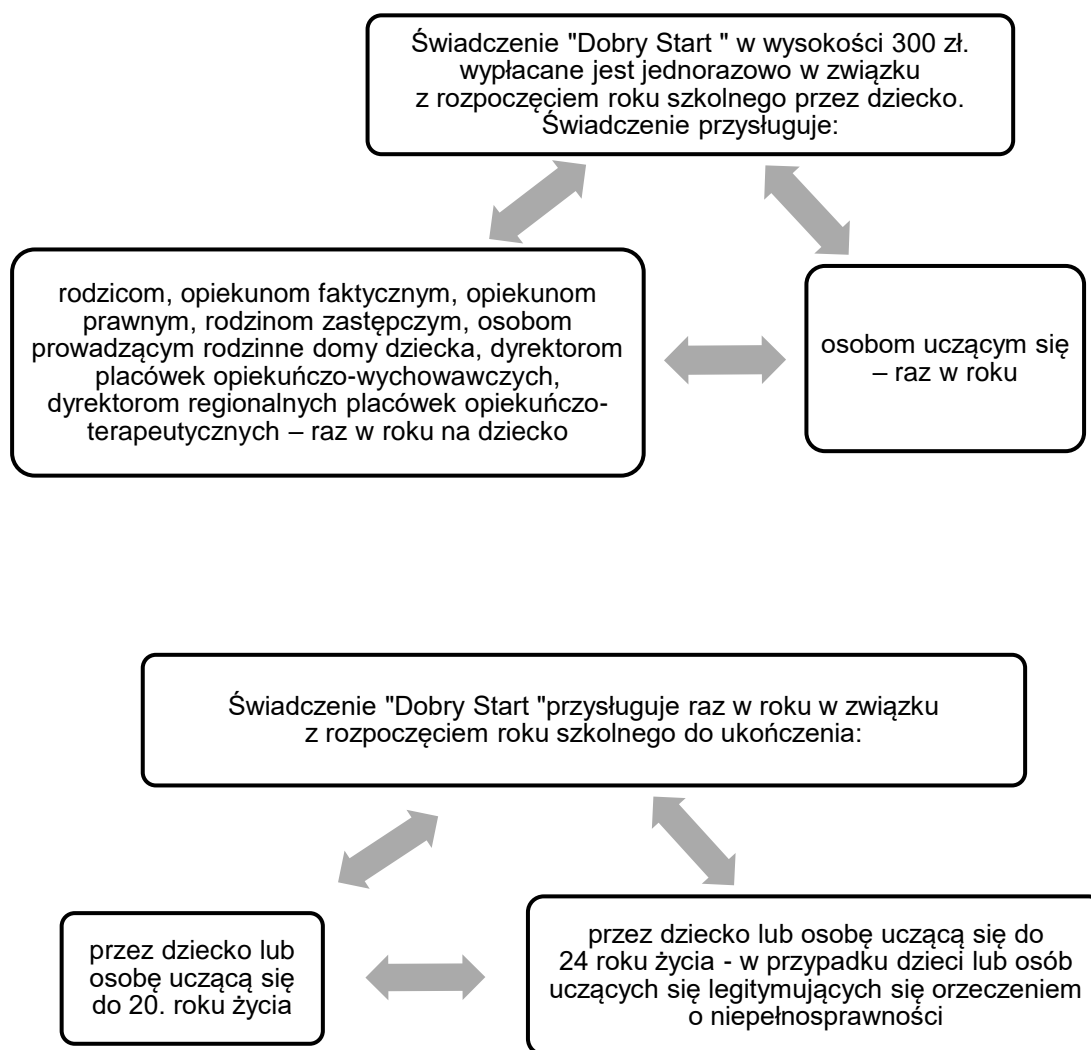 Świadczenie "Dobry Start " w wysokości 300 zł.
wypłacane jest jednorazowo w związku
z rozpoczęciem roku szkolnego przez dziecko.
Świadczenie przysługuje:
rodzicom, opiekunom faktycznym, opiekunom
prawnym, rodzinom zastępczym, osobom
prowadzącym rodzinne domy dziecka, dyrektorom
placówek opiekuńczo-wychowawczych,
dyrektorom regionalnych placówek opiekuńczo-
terapeutycznych – raz w roku na dziecko
osobom uczącym się
– raz w roku
Świadczenie "Dobry Start "przysługuje raz w roku w związku
z rozpoczęciem roku szkolnego do ukończenia:
przez dziecko lub
osobę uczącą się
do 20. roku życia
przez dziecko lub osobę uczącą się do
24 roku życia - w przypadku dzieci lub osób
uczących się legitymujących się orzeczeniem
o niepełnosprawności